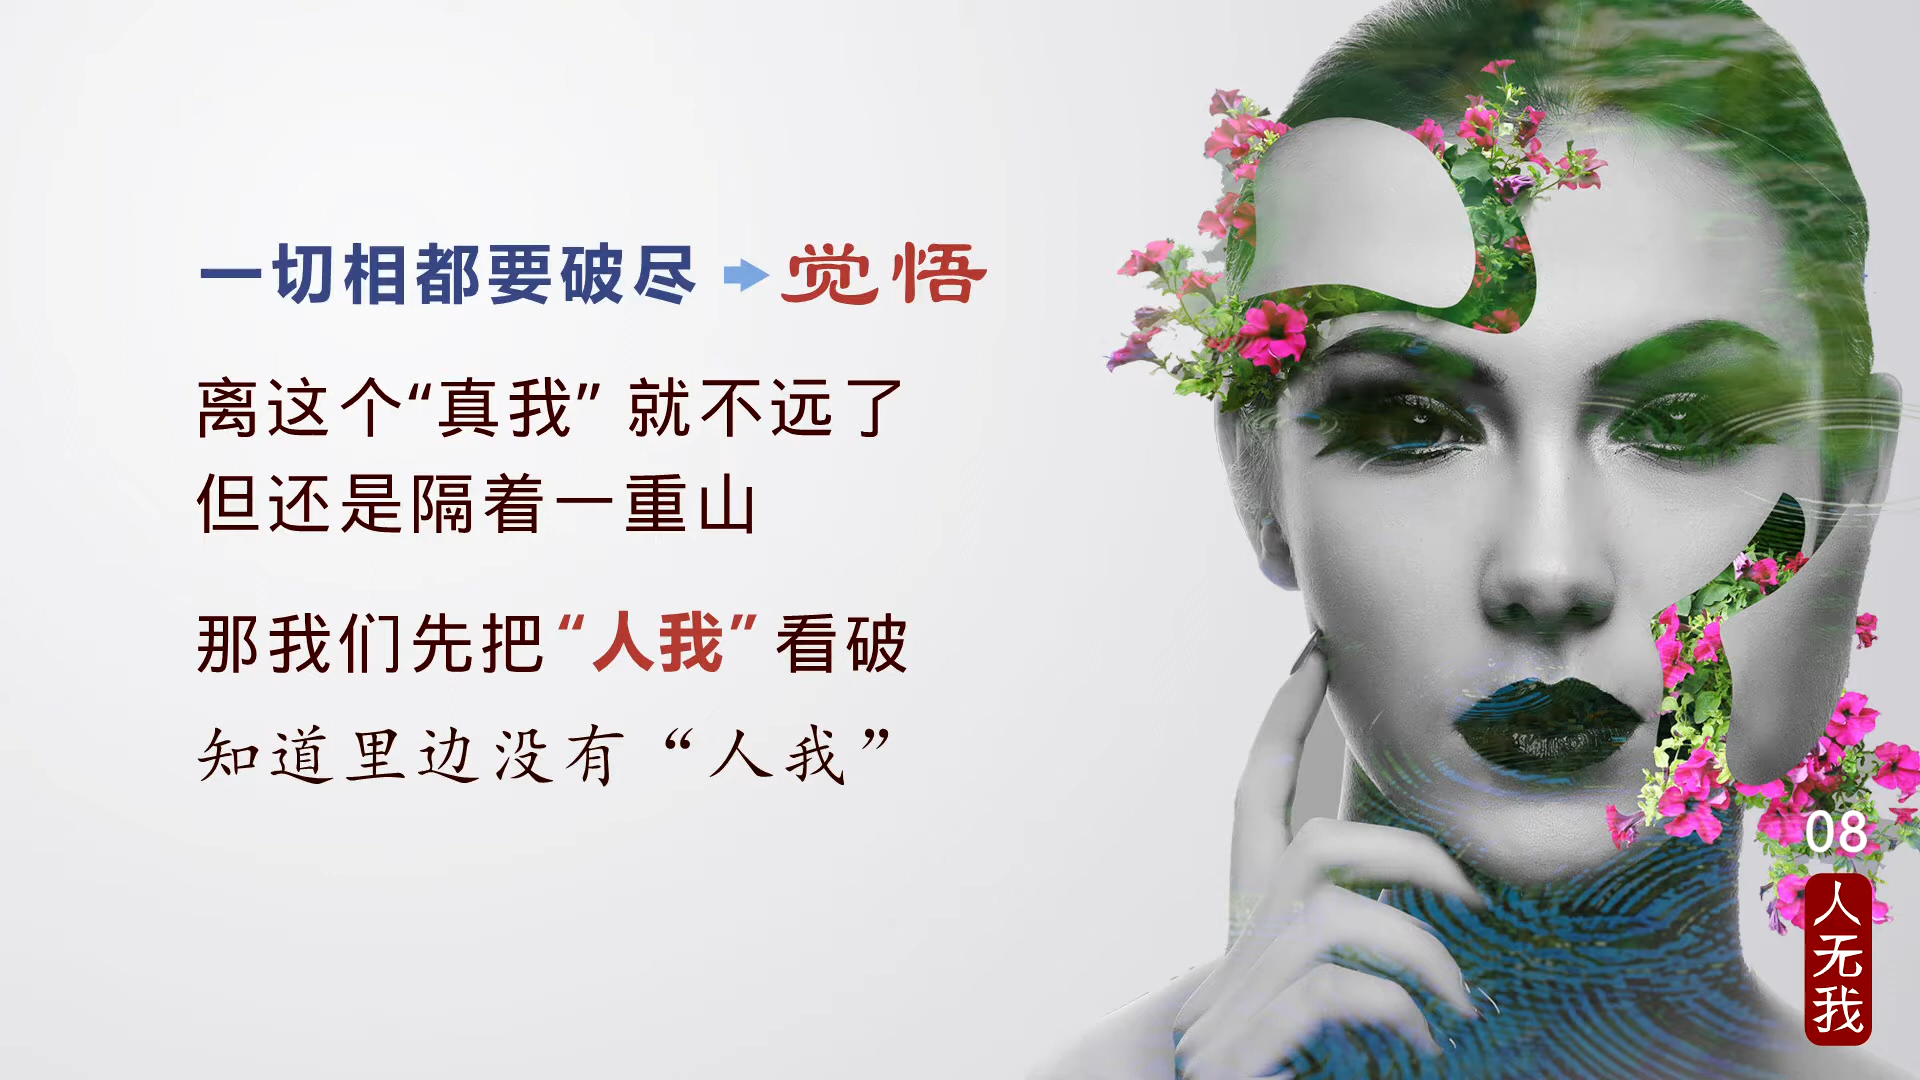 一切相都要破尽➡觉悟
离这个“真我”就不远了
但还是隔着一重山
那我们先把“人我”看破
知道里边没有“人我”
08
人无我